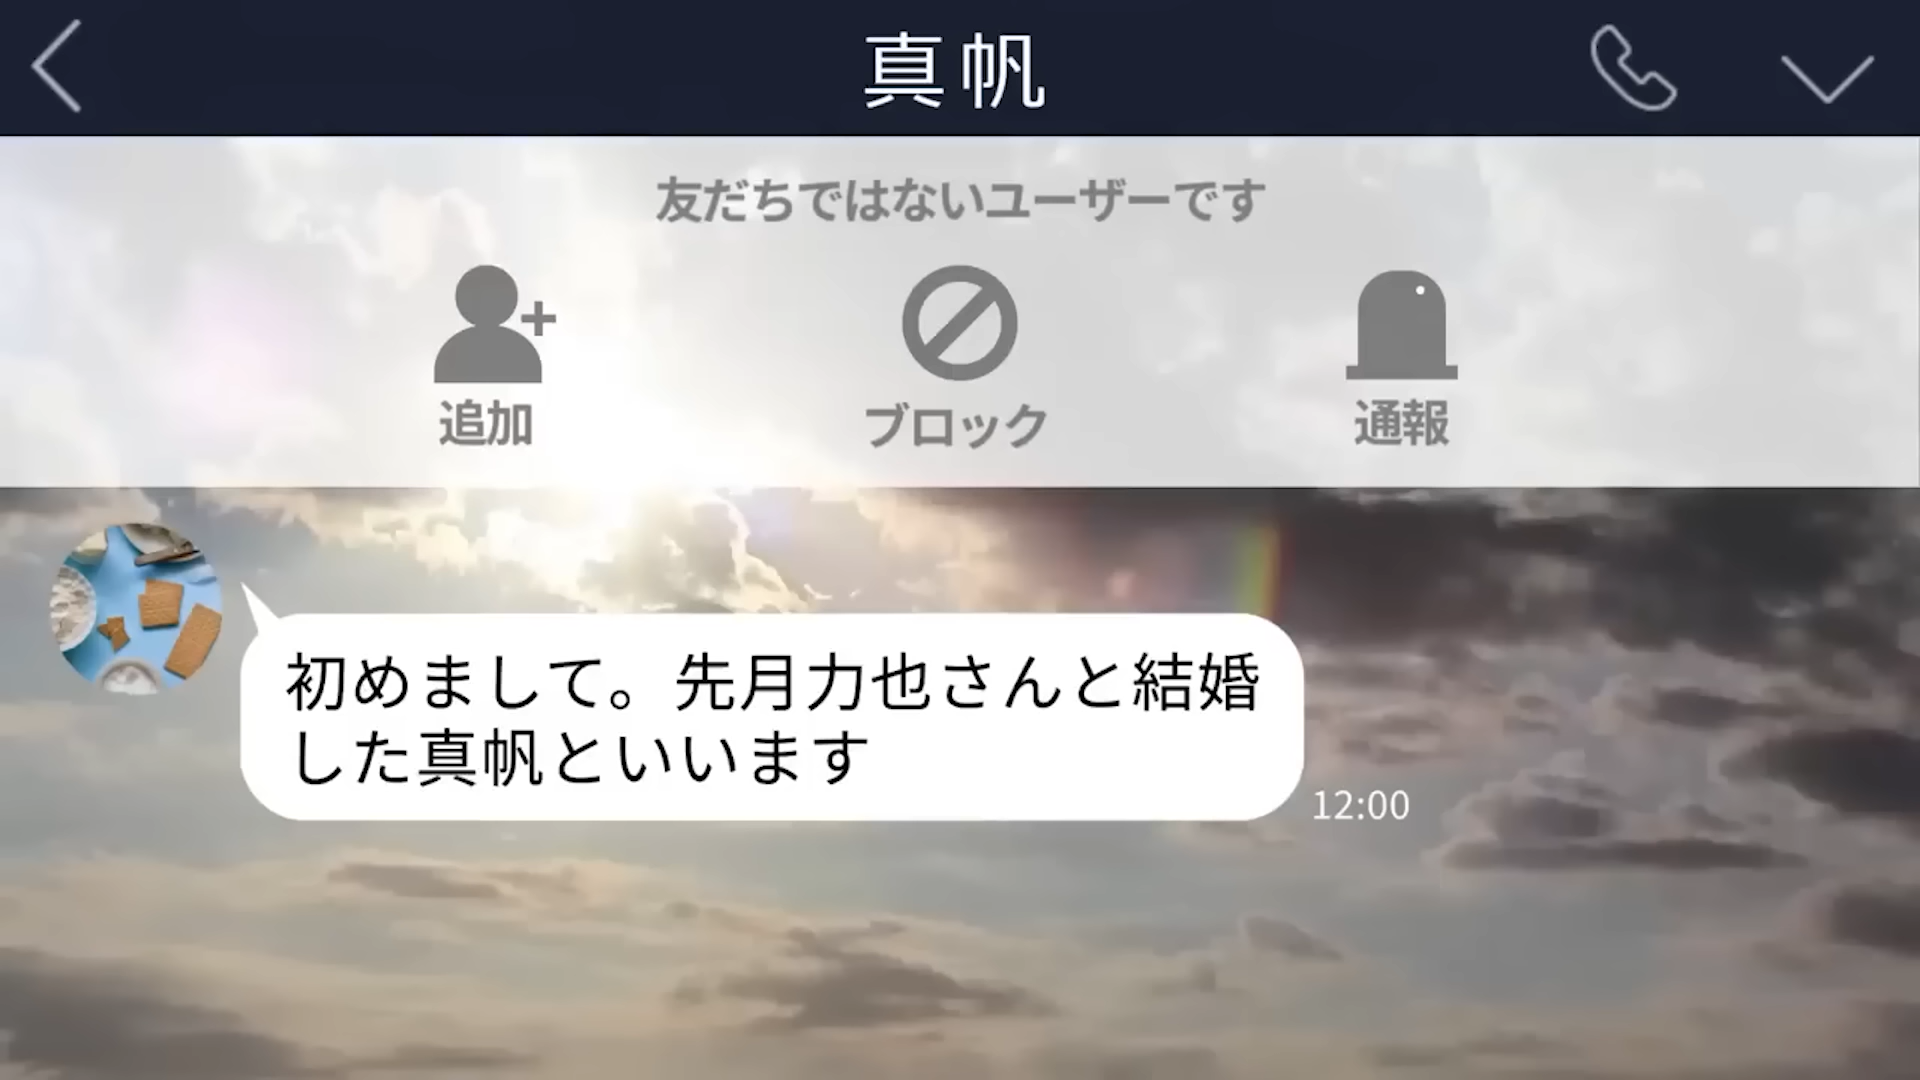 真帆
友だちではないユーザーです
追加
ブロック
通報
初めまして。先月力也さんと結婚
した真帆といいます
12:00